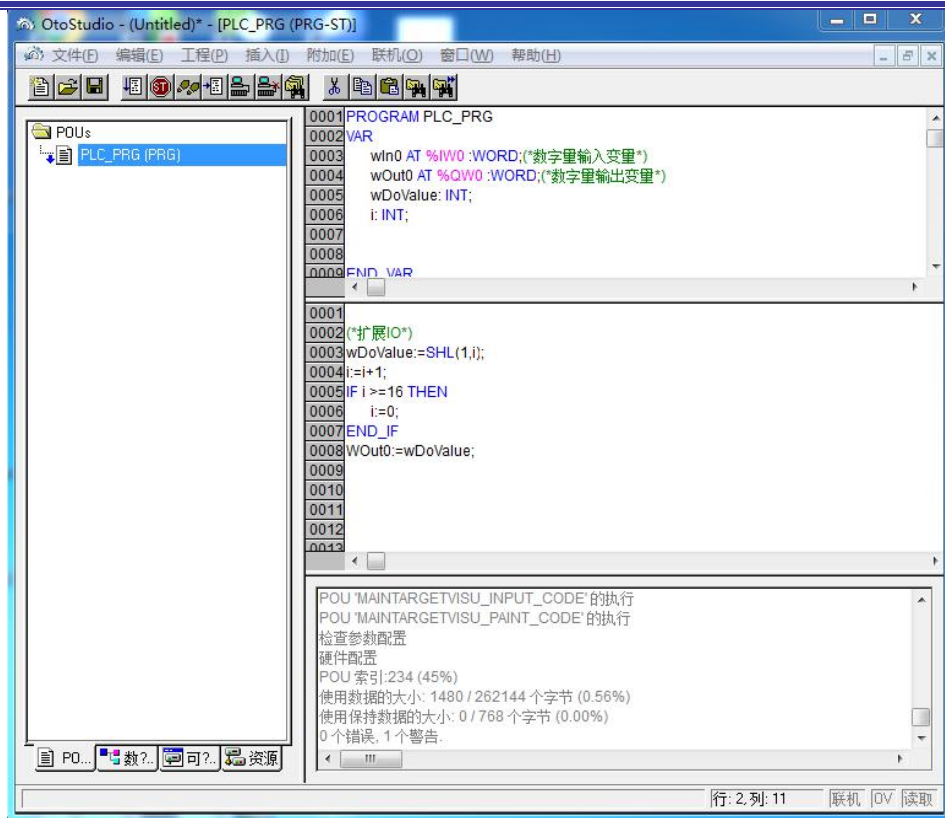 OtoStudio - (Untitled)* - [PLC_PRG (PRG-ST)]
文件(F) 编辑(E) 工程(P) 插入(I) 附加(E) 联机(O) 窗口(W) 帮助(H)
POUs
PLC_PRG (PRG)
0001 PROGRAM PLC_PRG
0002 VAR
0003 wIn0 AT %IW0 :WORD;(*数字量输入变量*)
0004 wOut0 AT %QW0 :WORD;(*数字量输出变量*)
0005 wDoValue: INT;
0006 i: INT;
0007
0008
0009 END_VAR
0001
0002 (*扩展IO*)
0003 wDoValue:=SHL(1,i);
0004 i:=i+1;
0005 IF i >=16 THEN
0006 i:=0;
0007 END_IF
0008 WOut0:=wDoValue;
0009
0010
0011
0012
0013
POU 'MAINTARGETVISU_INPUT_CODE' 的执行
POU 'MAINTARGETVISU_PAINT_CODE' 的执行
检查参数配置
硬件配置
POU 索引:234 (45%)
使用数据的大小: 1480 / 262144 个字节 (0.56%)
使用保持数据的大小: 0 / 768 个字节 (0.00%)
0 个错误, 1 个警告.
PO... 数?.. 可?.. 资源
行: 2, 列: 11 联机 OV 读取